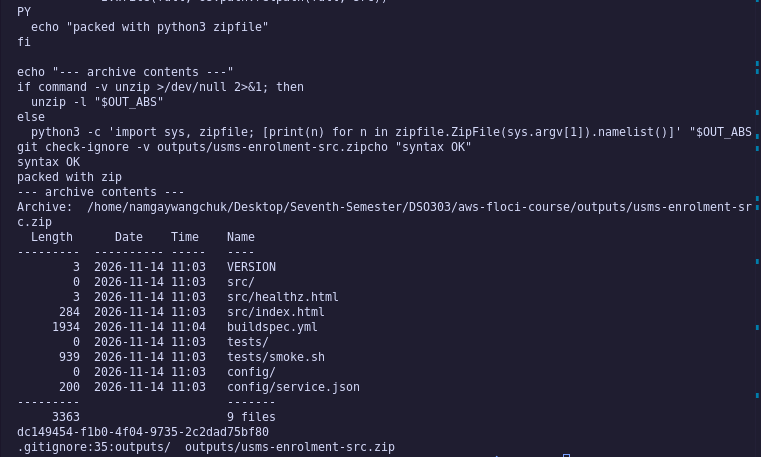 PY
  echo "packed with python3 zipfile"
fi

echo "--- archive contents ---"
if command -v unzip >/dev/null 2>&1; then
  unzip -l "$OUT_ABS"
else
  python3 -c 'import sys, zipfile; [print(n) for n in zipfile.ZipFile(sys.argv[1]).namelist()]' "$OUT_ABS
git check-ignore -v outputs/usms-enrolment-src.zipcho "syntax OK"
syntax OK
packed with zip
--- archive contents ---
Archive:  /home/namgaywangchuk/Desktop/Seventh-Semester/DSO303/aws-floci-course/outputs/usms-enrolment-sr
c.zip
  Length      Date    Time    Name
---------  ---------- -----   ----
        3  2026-11-14 11:03   VERSION
        0  2026-11-14 11:03   src/
        3  2026-11-14 11:03   src/healthz.html
      284  2026-11-14 11:03   src/index.html
     1934  2026-11-14 11:04   buildspec.yml
        0  2026-11-14 11:03   tests/
      939  2026-11-14 11:03   tests/smoke.sh
        0  2026-11-14 11:03   config/
      200  2026-11-14 11:03   config/service.json
---------                     -------
     3363                     9 files
dc149454-f1b0-4f04-9735-2c2dad75bf80
.gitignore:35:outputs/  outputs/usms-enrolment-src.zip